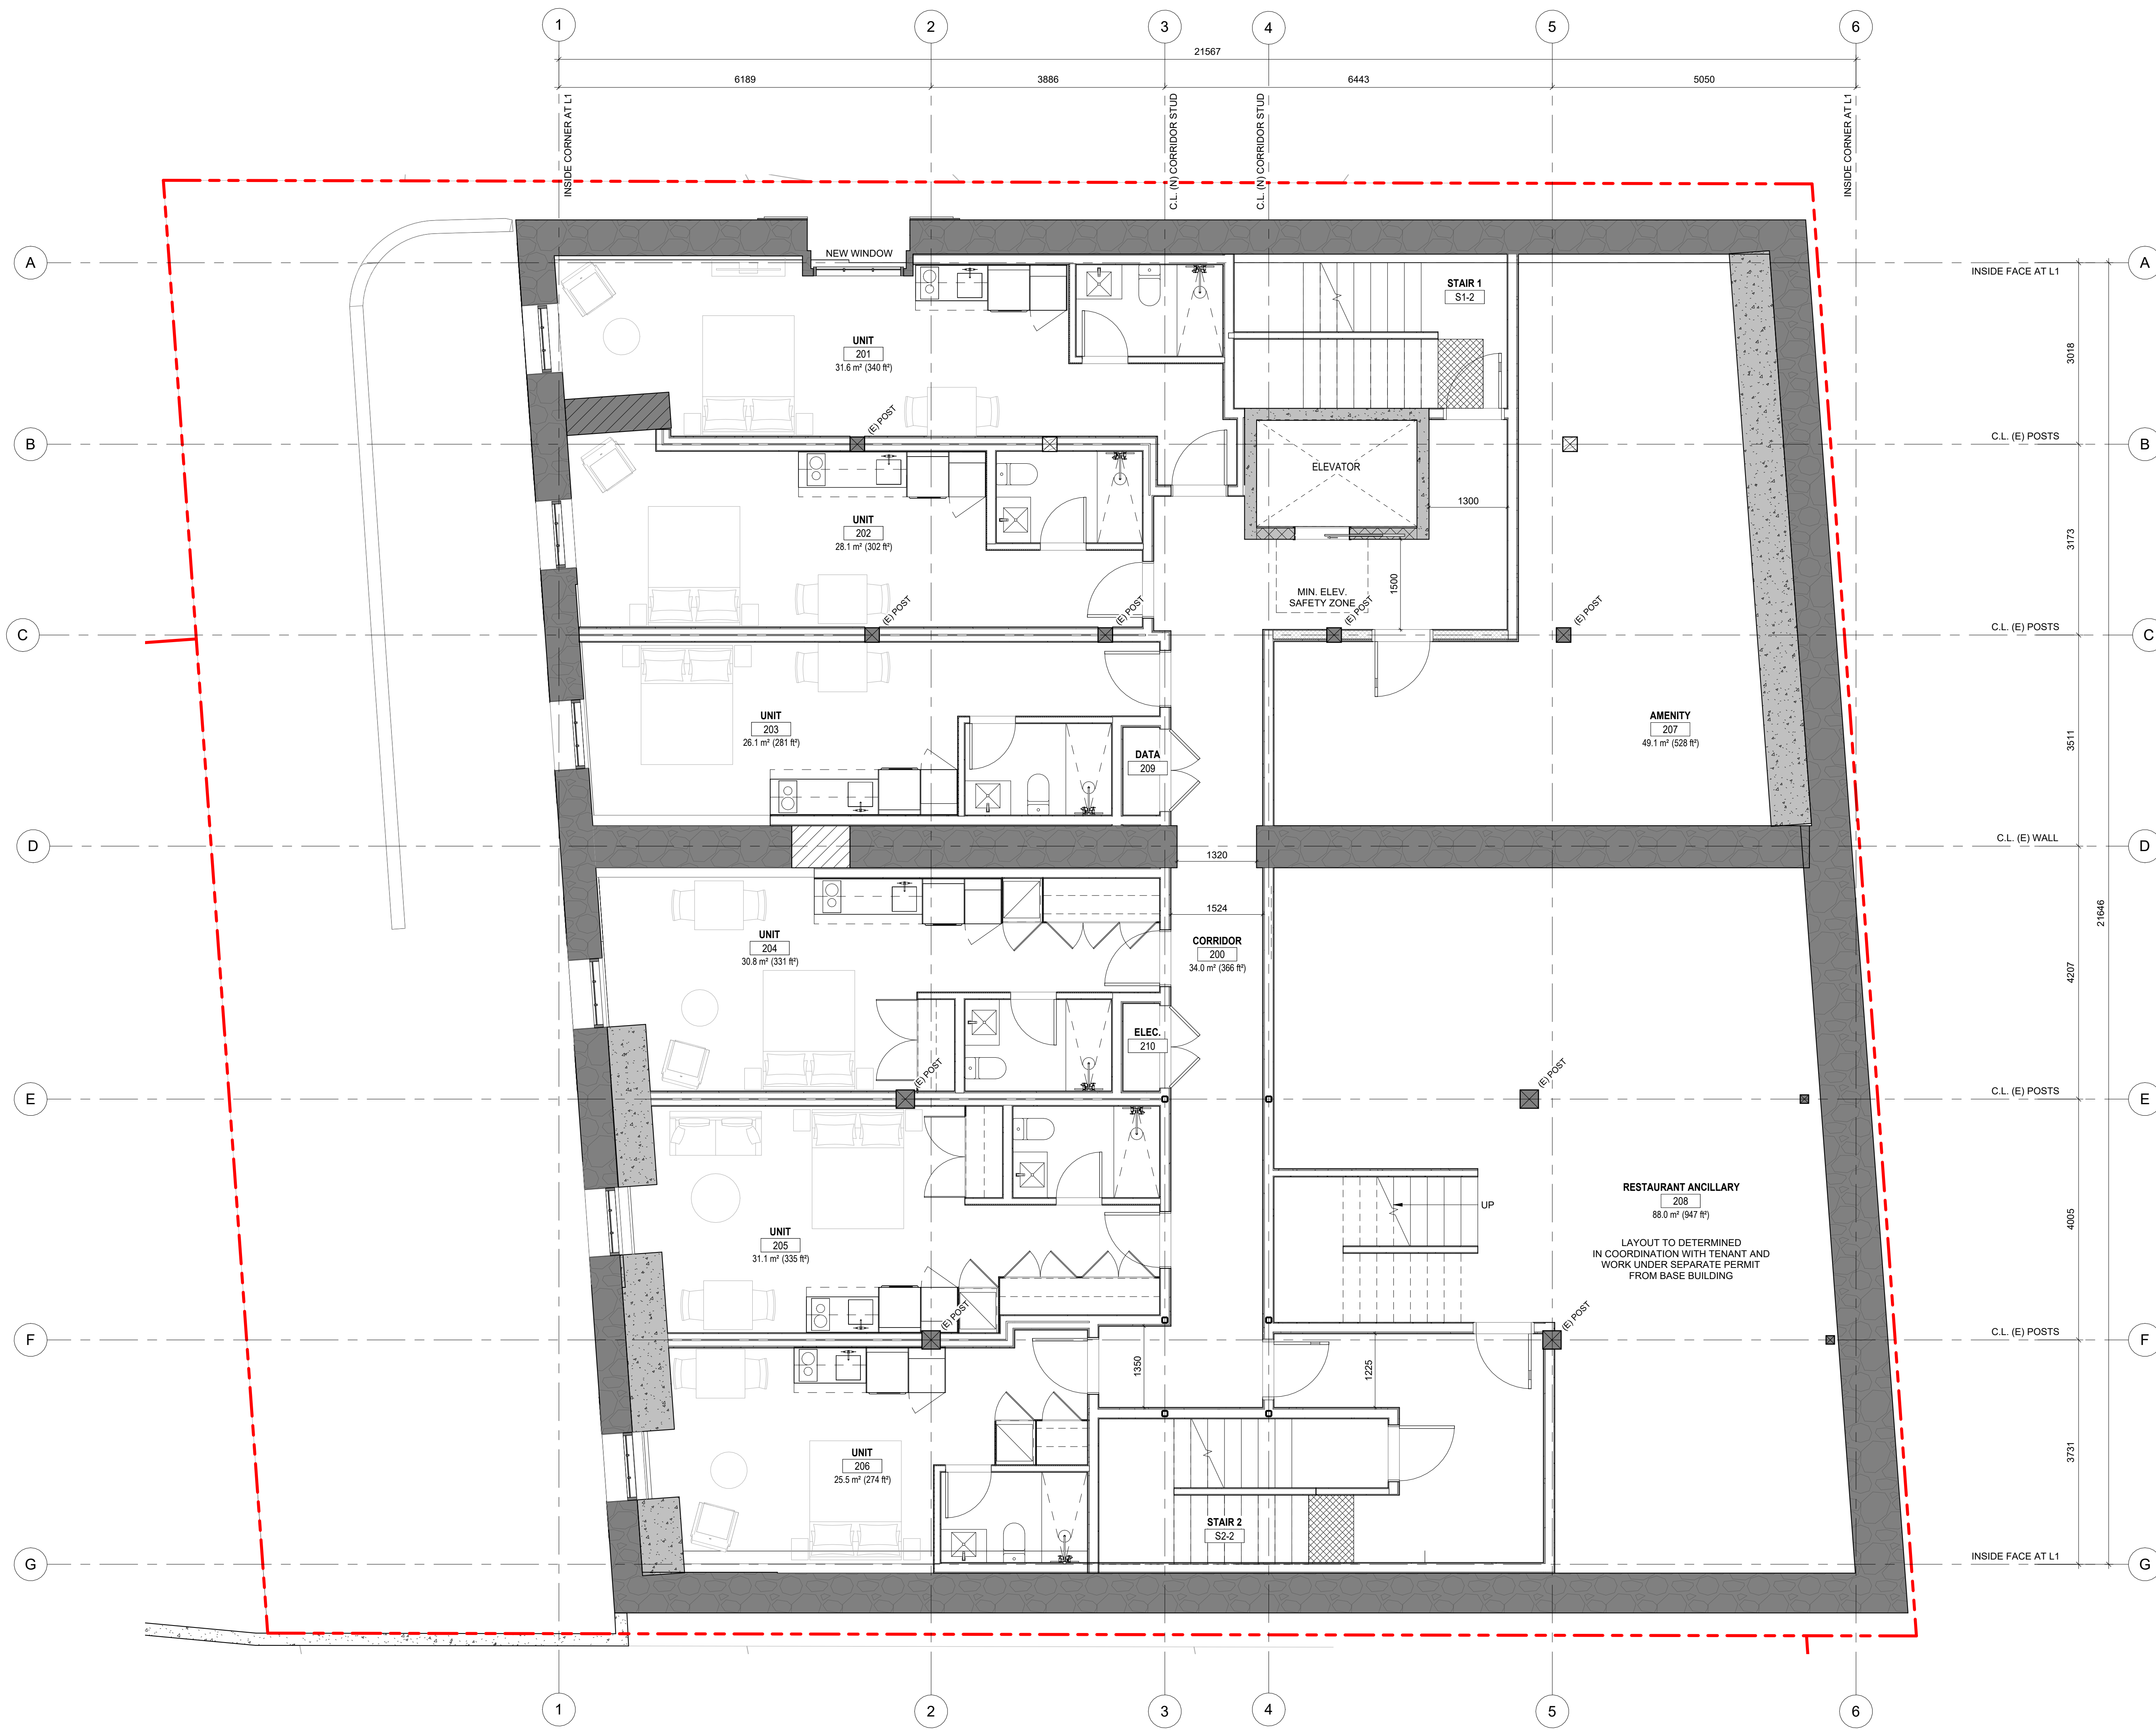 1
2
3
4
5
6
21567
6189
3886
6443
5050
INSIDE CORNER AT L1
C.L. (N) CORRIDOR STUD
C.L. (N) CORRIDOR STUD
INSIDE CORNER AT L1
A
A
INSIDE FACE AT L1
NEW WINDOW
STAIR 1
S1-2
UNIT
201
31.6 m² (340 ft²)
3018
(E) POST
B
C.L. (E) POSTS
B
ELEVATOR
1300
UNIT
202
28.1 m² (302 ft²)
3173
1500
MIN. ELEV.
SAFETY ZONE
(E) POST
(E) POST
(E) POST
(E) POST
C
C.L. (E) POSTS
C
UNIT
203
26.1 m² (281 ft²)
AMENITY
207
49.1 m² (528 ft²)
3511
DATA
209
D
C.L. (E) WALL
D
1320
1524
21646
UNIT
204
30.8 m² (331 ft²)
CORRIDOR
200
34.0 m² (366 ft²)
4207
ELEC.
210
(E) POST
(E) POST
E
C.L. (E) POSTS
E
RESTAURANT ANCILLARY
208
88.0 m² (947 ft²)
UP
4005
UNIT
205
31.1 m² (335 ft²)
LAYOUT TO DETERMINED
IN COORDINATION WITH TENANT AND
WORK UNDER SEPARATE PERMIT
FROM BASE BUILDING
(E) POST
(E) POST
F
C.L. (E) POSTS
F
1350
1225
UNIT
206
25.5 m² (274 ft²)
3731
STAIR 2
S2-2
G
INSIDE FACE AT L1
G
1
2
3
4
5
6